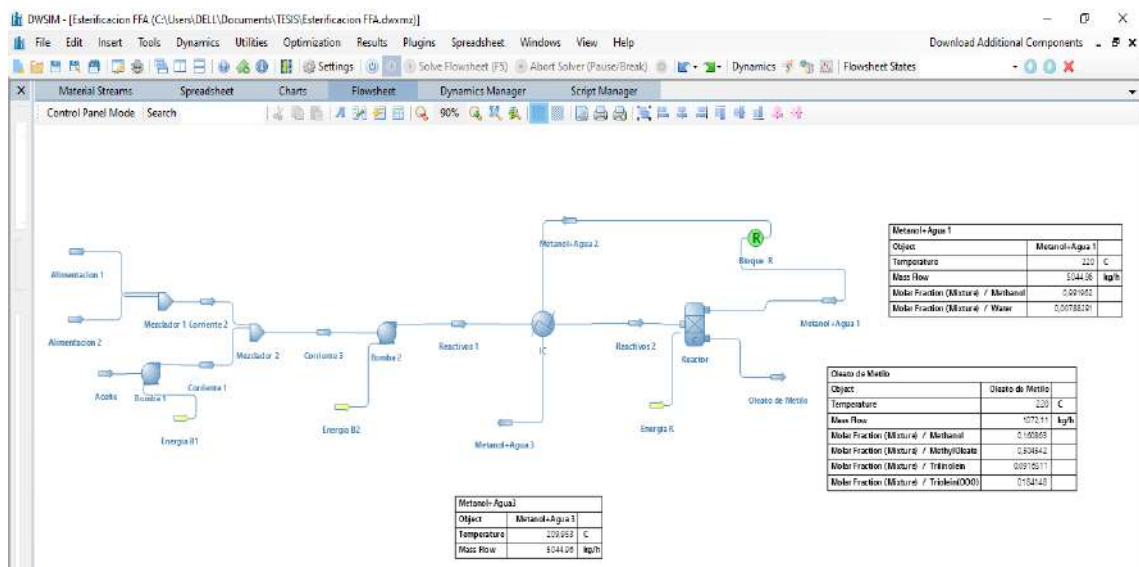 DWSIM - [Esterificacion FFA (C:\Users\DELL\Documents\TESIS\Esterificacion FFA.dwxmz)]
File Edit Insert Tools Dynamics Utilities Optimization Results Plugins Spreadsheet Windows View Help Download Additional Components
Settings Solve Flowsheet (F5) Abort Solver (Pause/Break) Dynamics Flowsheet States
X Material Streams Spreadsheet Charts Flowsheet Dynamics Manager Script Manager
Control Panel Mode Search 90%
Metanol+Agua 2
R
Bloque R
Alimentacion 1
Mezclador 1 Corriente 2
Alimentacion 2
Mezclador 2
Corriente 3
Bomba 2
Reactivos 1
IC
Reactivos 2
Reactor
Metanol+Agua 1
Aceite
Bomba 1
Corriente 1
Energia B1
Energia B2
Metanol+Agua 3
Energia R
Oleato de Metilo
Metanol+Agua 1
Object Metanol+Agua 1
Temperature 220 C
Mass Flow 5044,96 kg/h
Molar Fraction (Mixture) / Methanol
Molar Fraction (Mixture) / Water
Oleato de Metilo
Object Oleato de Metilo
Temperature 220 C
Mass Flow 1072,11 kg/h
Molar Fraction (Mixture) / Methanol
Molar Fraction (Mixture) / MethylOleate
Molar Fraction (Mixture) / Trilinolein
Molar Fraction (Mixture) / Triolein(OOO)
Metanol+Agua3
Object Metanol+Agua 3
Temperature C
Mass Flow 5044,96 kg/h